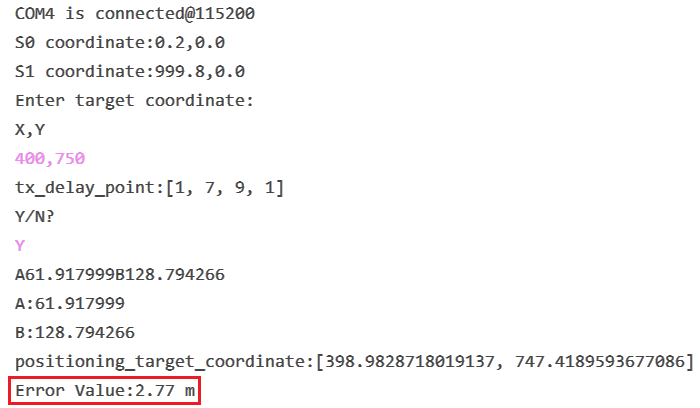 COM4 is connected@115200
S0 coordinate:0.2,0.0
S1 coordinate:999.8,0.0
Enter target coordinate:
X,Y
400,750
tx_delay_point:[1, 7, 9, 1]
Y/N?
Y
A61.917999B128.794266
A:61.917999
B:128.794266
positioning_target_coordinate:[398.9828718019137, 747.4189593677086]
Error Value:2.77 m